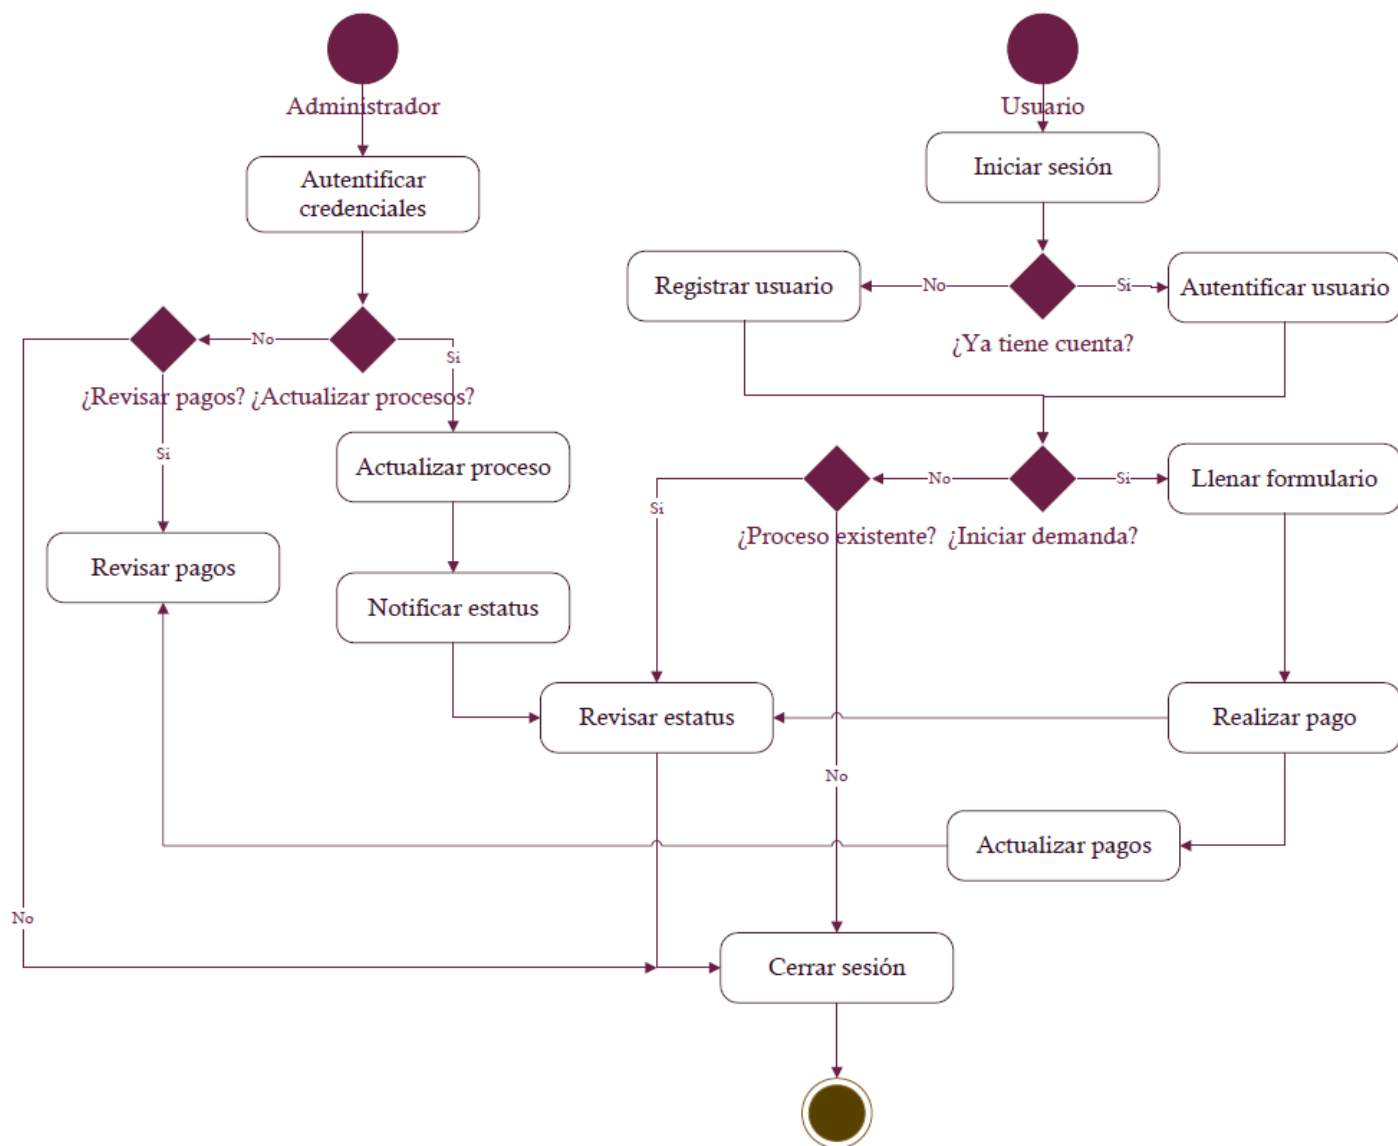 Administrador
Usuario
Autentificar
credenciales
Iniciar sesión
Registrar usuario
No
Si
Autentificar usuario
¿Ya tiene cuenta?
No
Si
¿Revisar pagos?
¿Actualizar procesos?
Si
Actualizar proceso
No
Si
Llenar formulario
Si
¿Proceso existente?
¿Iniciar demanda?
Revisar pagos
Notificar estatus
Revisar estatus
Realizar pago
No
Actualizar pagos
No
Cerrar sesión